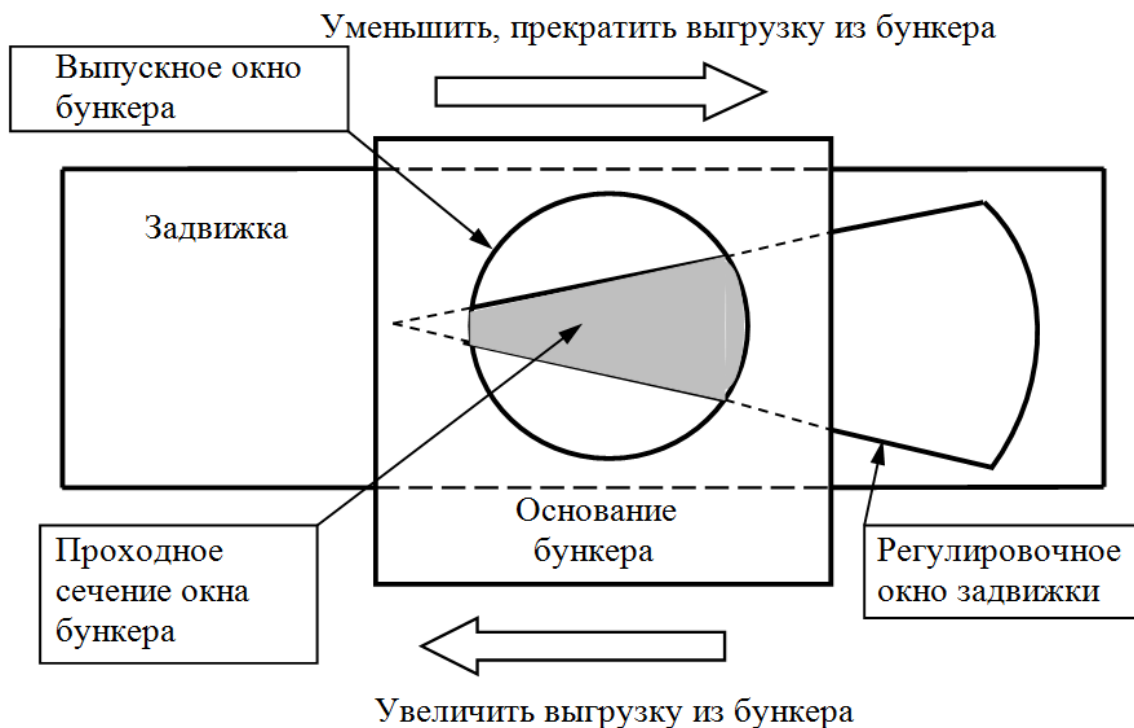 Уменьшить, прекратить выгрузку из бункера
Выпускное окно
бункера
Задвижка
Основание
бункера
Проходное
сечение окна
бункера
Регулировочное
окно задвижки
Увеличить выгрузку из бункера